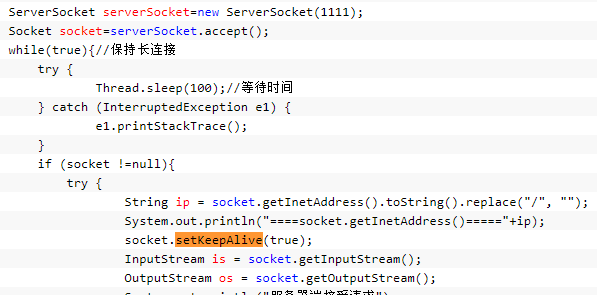 ServerSocket serverSocket=new ServerSocket(1111);
Socket socket=serverSocket.accept();
while(true){//保持长连接
try {
Thread.sleep(100);//等待时间
} catch (InterruptedException e1) {
e1.printStackTrace();
}
if (socket !=null){
try {
String ip = socket.getInetAddress().toString().replace("/", "");
System.out.println("====socket.getInetAddress()====="+ip);
socket.setKeepAlive(true);
InputStream is = socket.getInputStream();
OutputStream os = socket.getOutputStream();